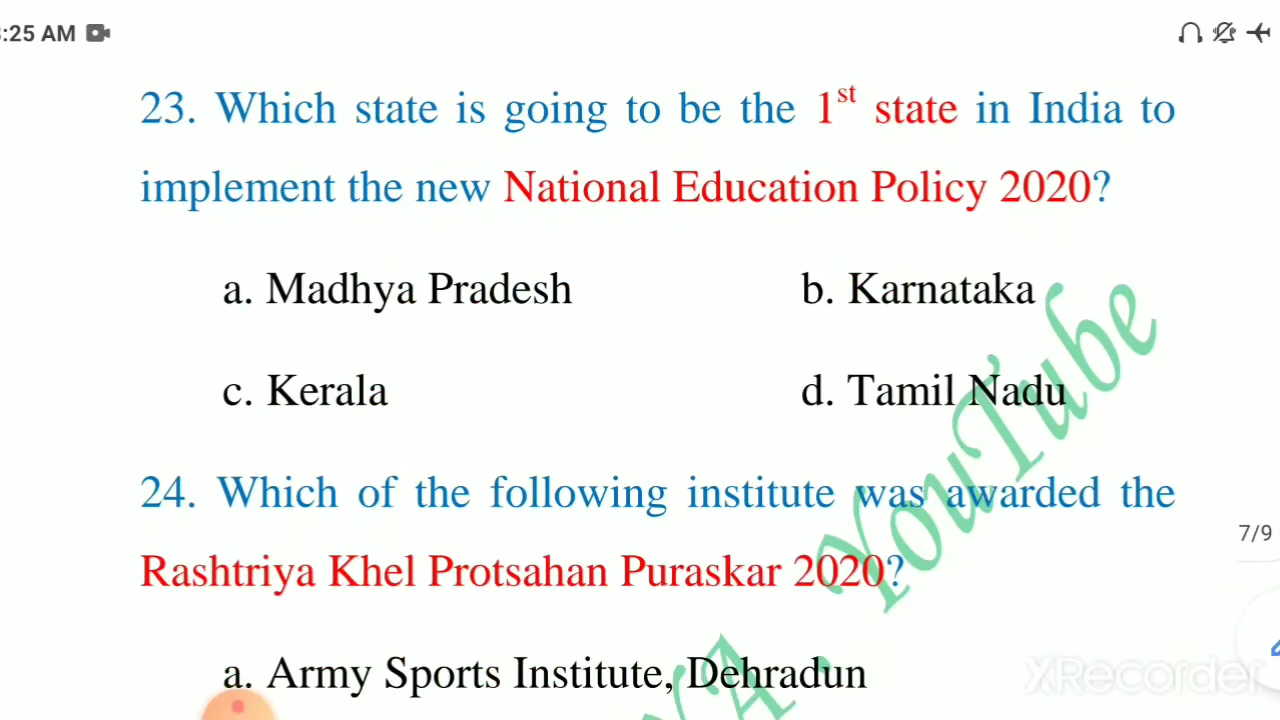 :25 AM
23. Which state is going to be the 1st state in India to
implement the new National Education Policy 2020?
a. Madhya Pradesh b. Karnataka
c. Kerala d. Tamil Nadu
24. Which of the following institute was awarded the
Rashtriya Khel Protsahan Puraskar 2020?
7/9
a. Army Sports Institute, Dehradun
YouTube
XRecorder